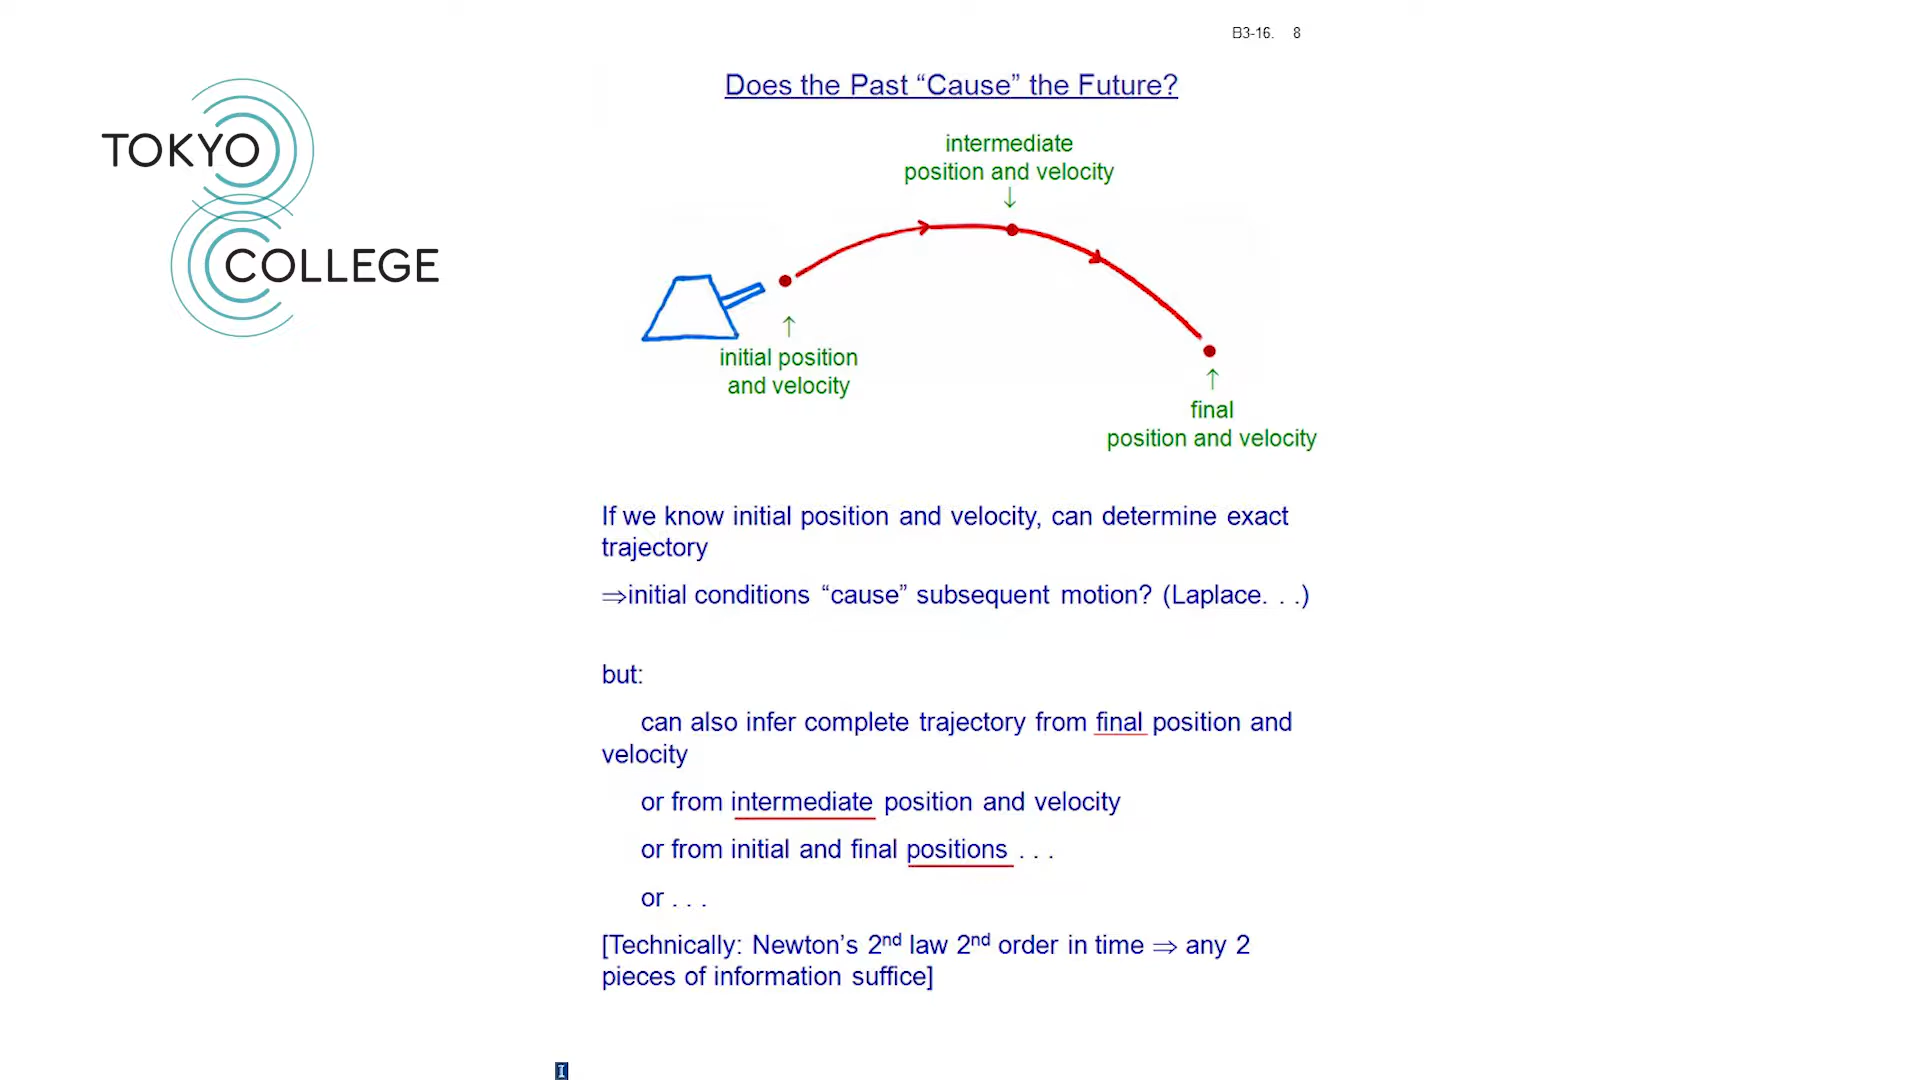 B3-16. 8
TOKYO
COLLEGE
Does the Past “Cause” the Future?
intermediate
position and velocity
↓
↑
initial position
and velocity
↑
final
position and velocity
If we know initial position and velocity, can determine exact
trajectory
⇒initial conditions “cause” subsequent motion? (Laplace. . .)
but:
can also infer complete trajectory from final position and
velocity
or from intermediate position and velocity
or from initial and final positions . . .
or . . .
[Technically: Newton’s 2nd law 2nd order in time ⇒ any 2
pieces of information suffice]